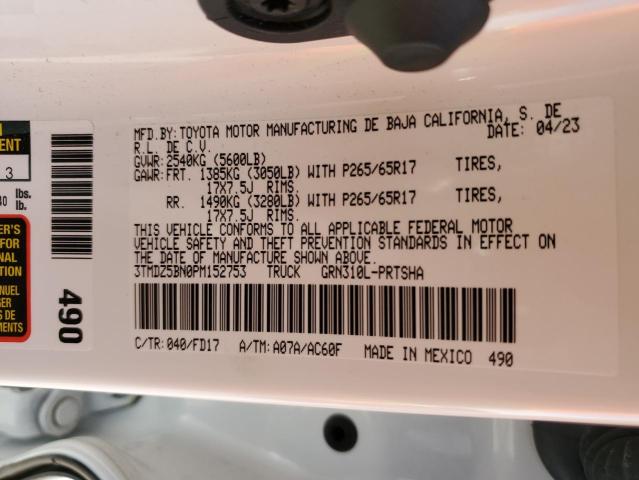 MFD.BY:TOYOTA MOTOR MANUFACTURING DE BAJA CALIFORNIA, S. DE
R.L. DE C.V. DATE: 04/23
GVWR:2540KG (5600LB)
GAWR:FRT. 1385KG (3050LB) WITH P265/65R17 TIRES,
17X7.5J RIMS.
RR. 1490KG (3280LB) WITH P265/65R17 TIRES,
17X7.5J RIMS.
THIS VEHICLE CONFORMS TO ALL APPLICABLE FEDERAL MOTOR
VEHICLE SAFETY AND THEFT PREVENTION STANDARDS IN EFFECT ON
THE DATE OF MANUFACTURE SHOWN ABOVE.
3TMDZ5BN0PM152753 TRUCK GRN310L-PRTSHA
C/TR:040/FD17 A/TM:A07A/AC60F MADE IN MEXICO 490
490
3
lbs.
lb.